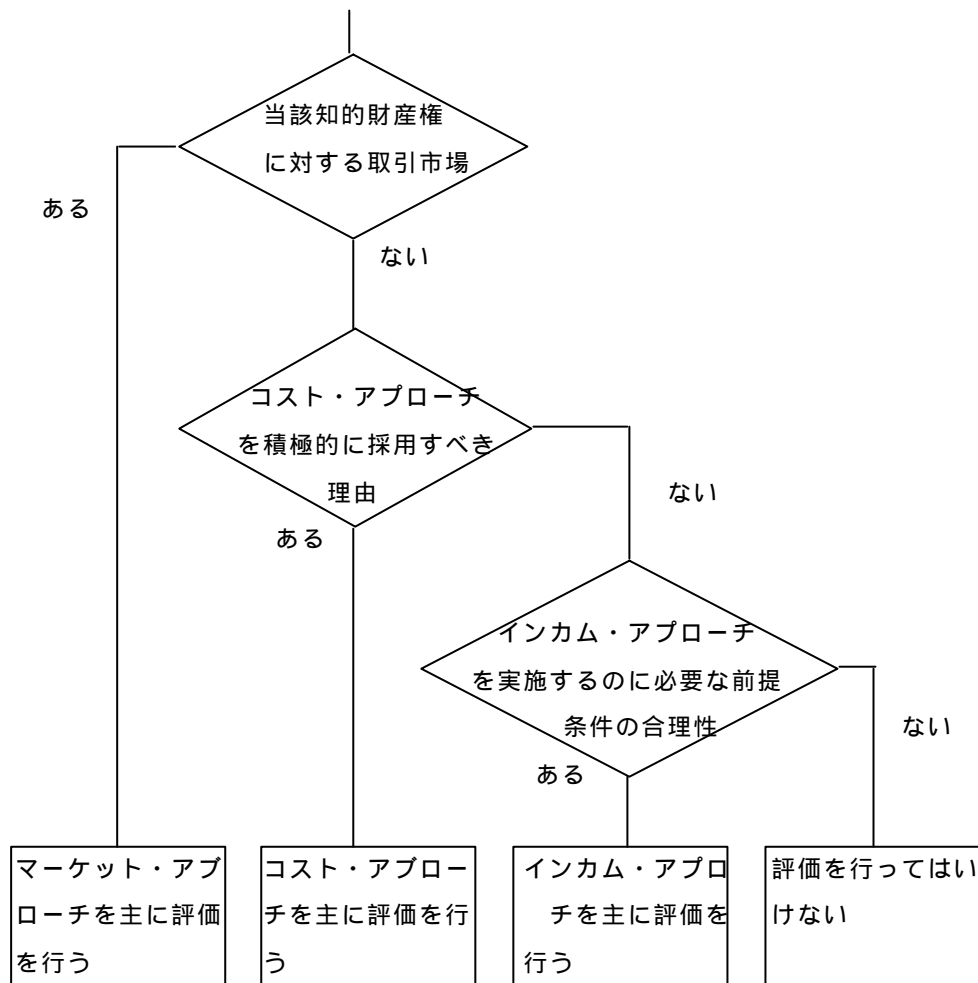 当該知的財産権
に対する取引市場
ある
ない
コスト・アプローチ
を積極的に採用すべき
理由
ない
ある
インカム・アプローチ
を実施するのに必要な前提
条件の合理性
ない
ある
マーケット・アプ
ローチを主に評価
を行う
コスト・アプロー
チを主に評価を行
う
インカム・アプロ
チを主に評価を
行う
評価を行ってはい
けない